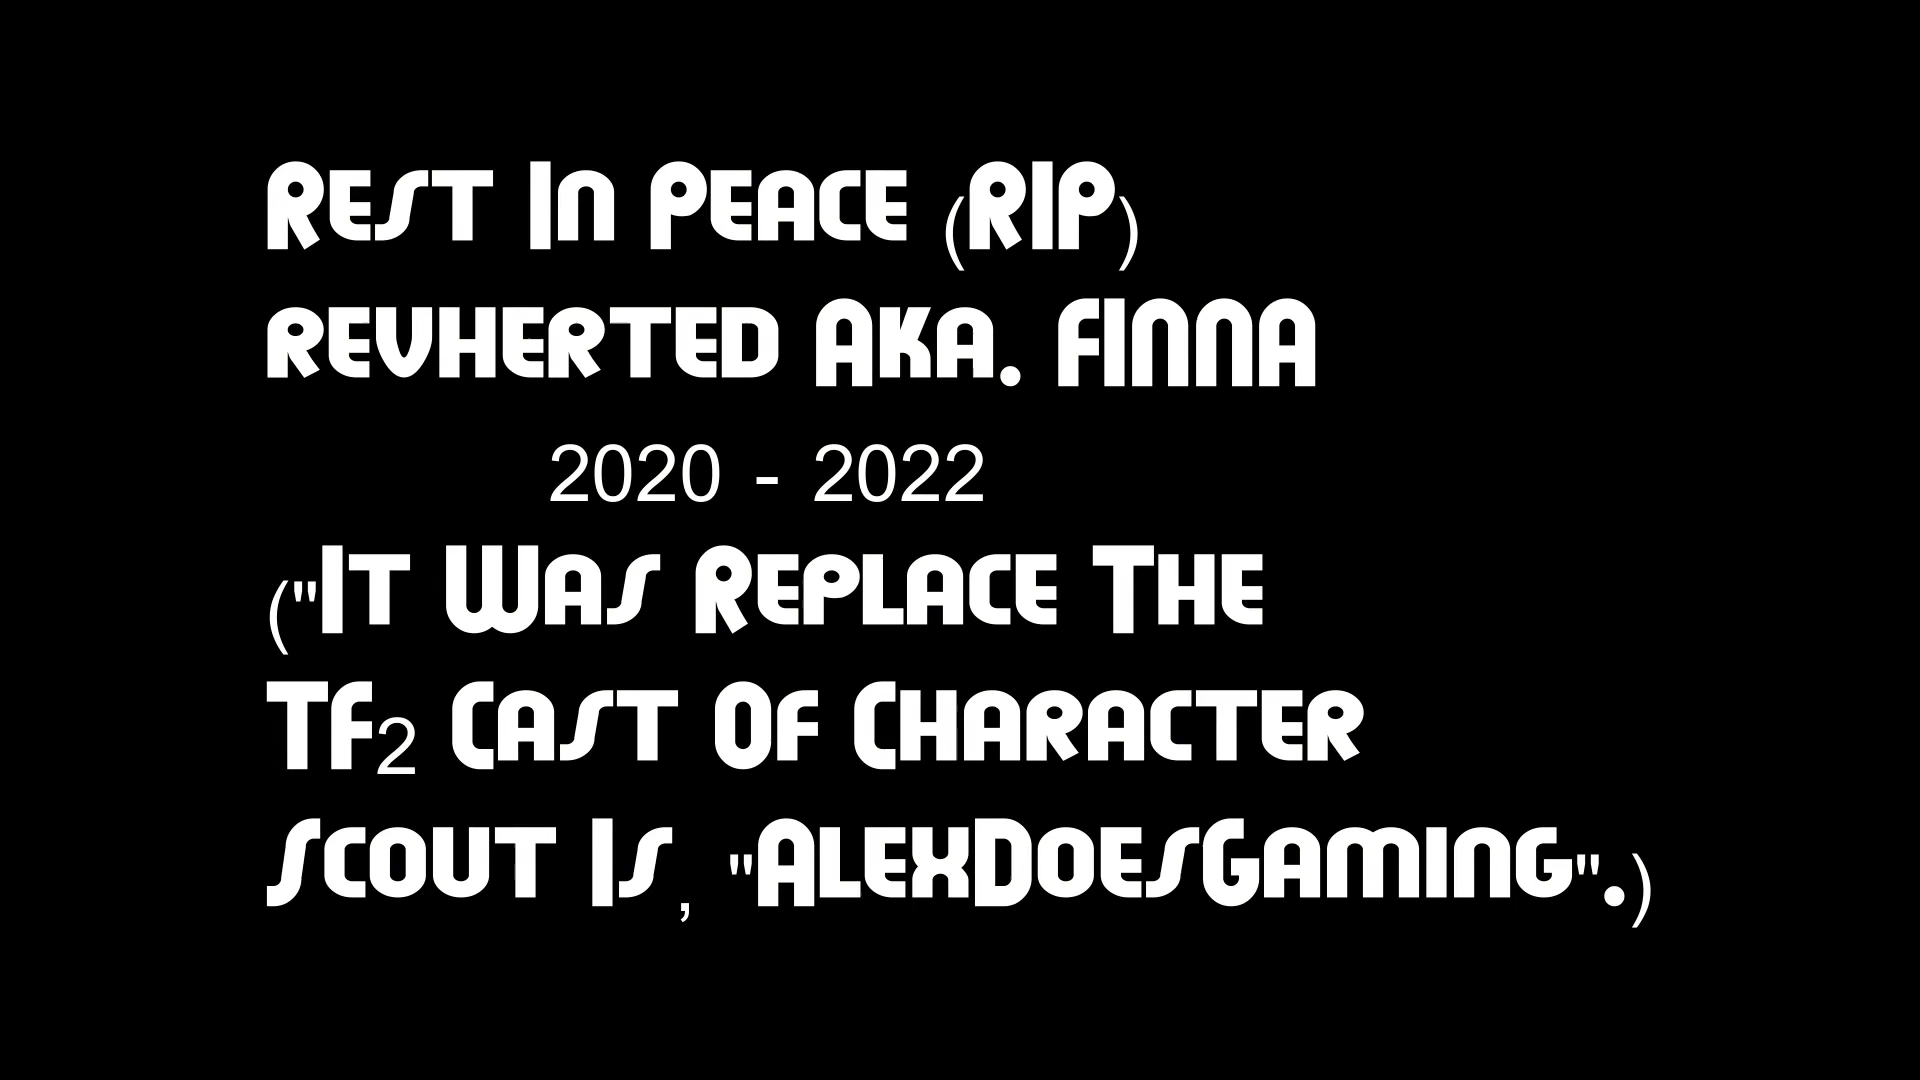 Rest In Peace (RIP)
revherted Aka. FINNA
2020 - 2022
("It Was Replace The
TF2 Cast Of Character
Scout Is, "AlexDoesGaming".)